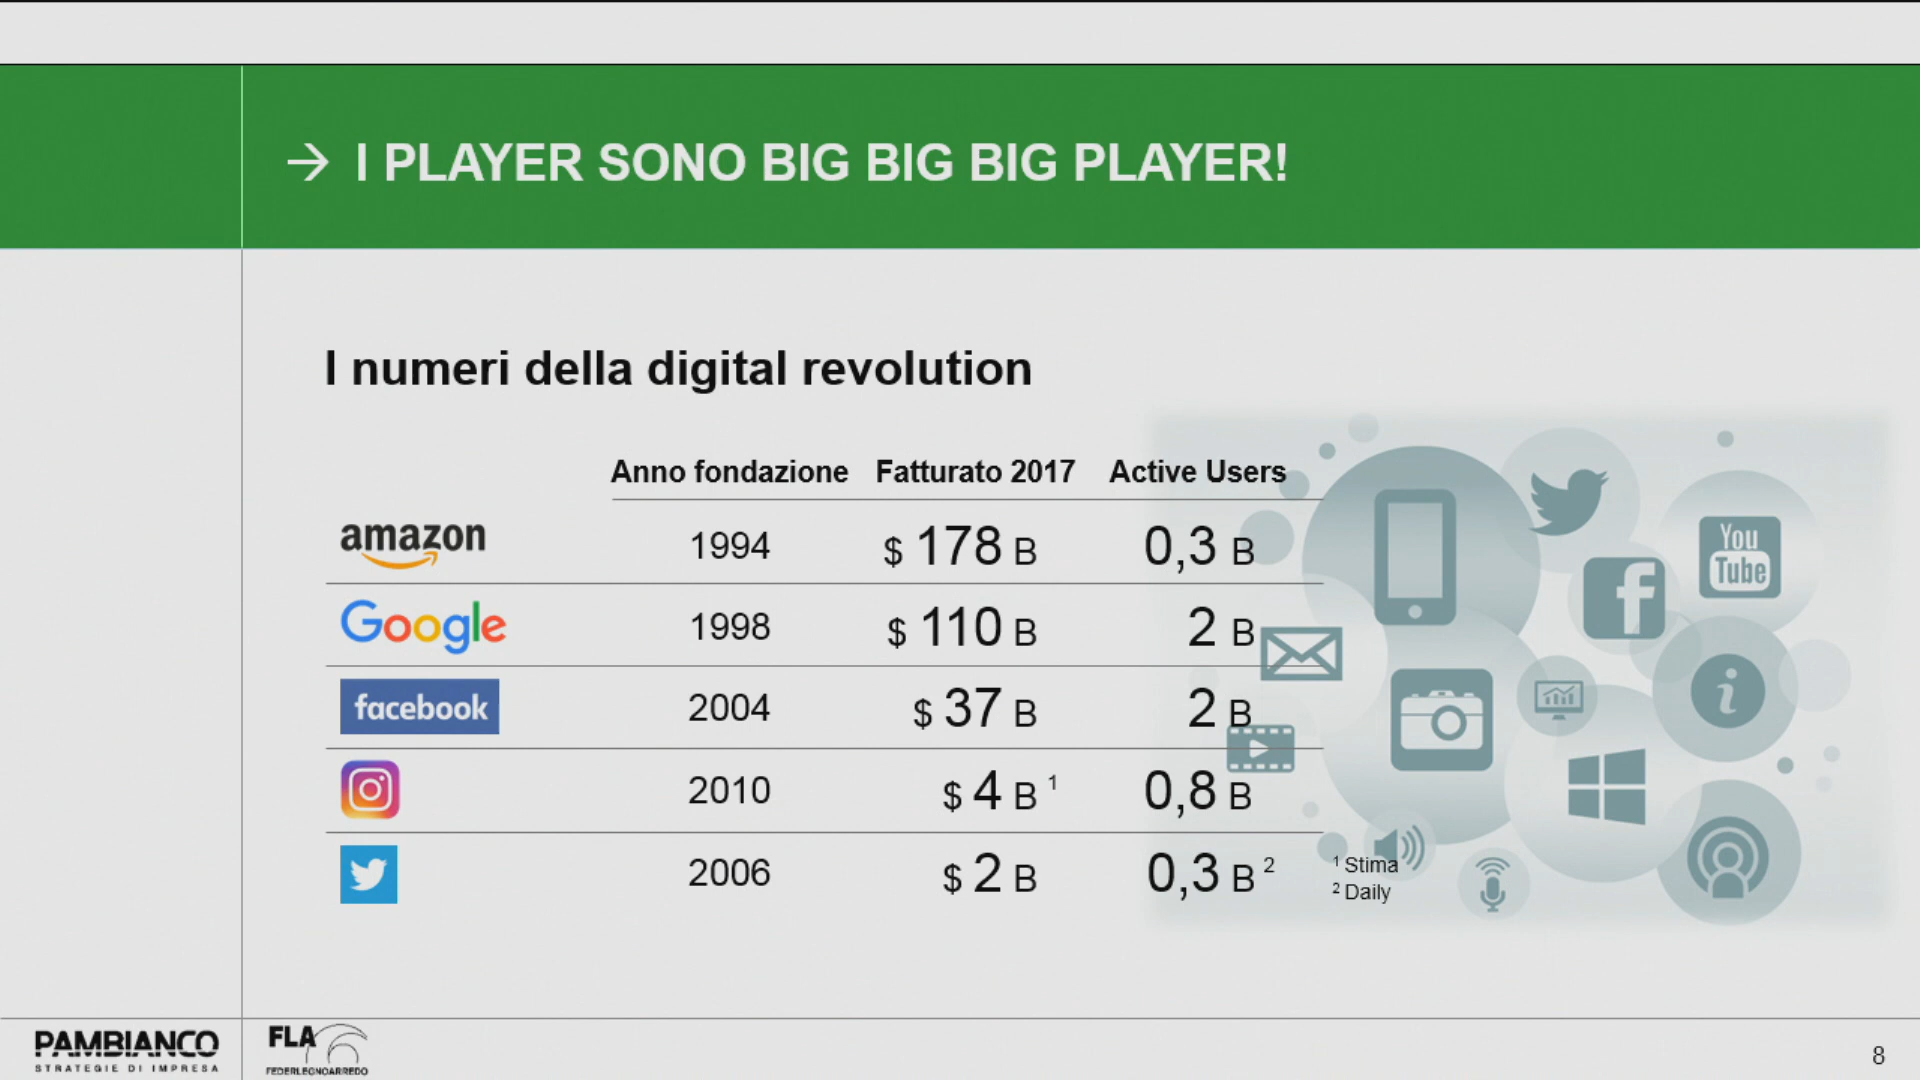 → I PLAYER SONO BIG BIG BIG PLAYER!
I numeri della digital revolution
Anno fondazione Fatturato 2017 Active Users
amazon 1994 $ 178 B 0,3 B
Google 1998 $ 110 B 2 B
facebook 2004 $ 37 B 2 B
2010 $ 4 B ¹ 0,8 B
2006 $ 2 B 0,3 B ²
You
Tube
f
i
¹ Stima
² Daily
PAMBIANCO
STRATEGIE DI IMPRESA
FLA
FEDERLEGNOARREDO
8